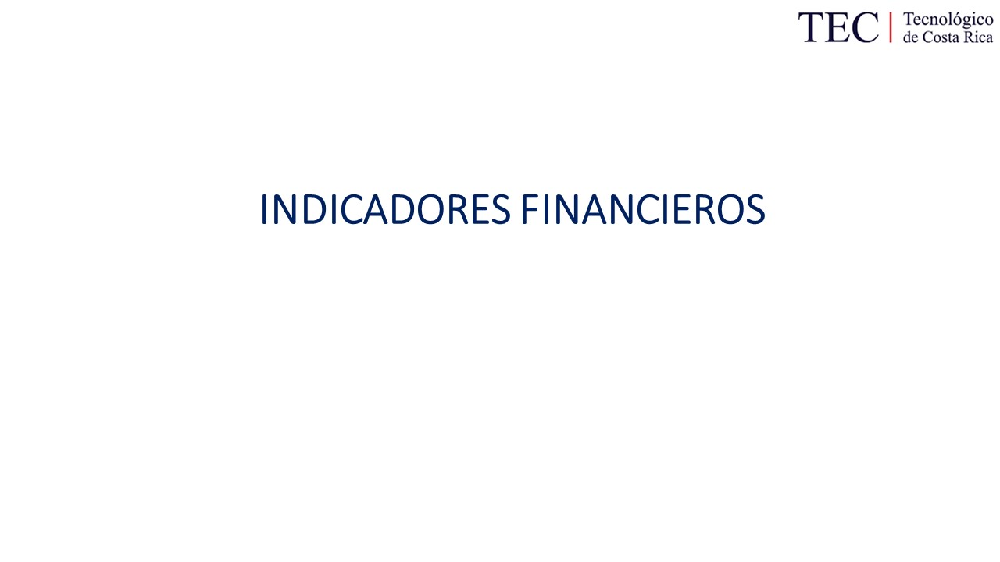 TEC | Tecnológico
de Costa Rica
INDICADORES FINANCIEROS